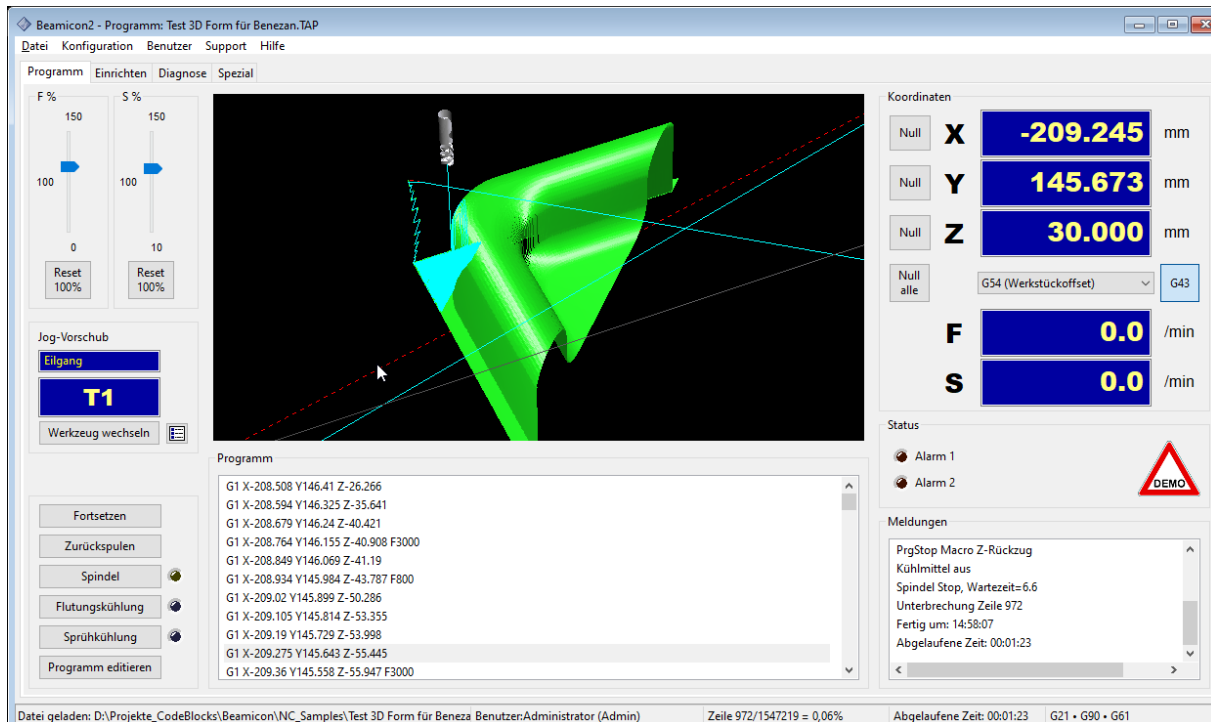 Beamicon2 - Programm: Test 3D Form für Benezan.TAP
Datei Konfiguration Benutzer Support Hilfe
Programm Einrichten Diagnose Spezial
F %
150
100
0
Reset
100%
S %
150
100
10
Reset
100%
Jog-Vorschub
Eilgang
T1
Werkzeug wechseln
Fortsetzen
Zurückspulen
Spindel
Flutungskühlung
Sprühkühlung
Programm editieren
Programm
G1 X-208.508 Y146.41 Z-26.266
G1 X-208.594 Y146.325 Z-35.641
G1 X-208.679 Y146.24 Z-40.421
G1 X-208.764 Y146.155 Z-40.908 F3000
G1 X-208.849 Y146.069 Z-41.19
G1 X-208.934 Y145.984 Z-43.787 F800
G1 X-209.02 Y145.899 Z-50.286
G1 X-209.105 Y145.814 Z-53.355
G1 X-209.19 Y145.729 Z-53.998
G1 X-209.275 Y145.643 Z-55.445
G1 X-209.36 Y145.558 Z-55.947 F3000
Koordinaten
Null X -209.245 mm
Null Y 145.673 mm
Null Z 30.000 mm
Null
alle
G54 (Werkstückoffset) G43
F 0.0 /min
S 0.0 /min
Status
Alarm 1
Alarm 2
DEMO
Meldungen
PrgStop Macro Z-Rückzug
Kühlmittel aus
Spindel Stop, Wartezeit=6.6
Unterbrechung Zeile 972
Fertig um: 14:58:07
Abgelaufene Zeit: 00:01:23
Datei geladen: D:\Projekte_CodeBlocks\Beamicon\NC_Samples\Test 3D Form für Beneza Benutzer:Administrator (Admin) Zeile 972/1547219 = 0,06% Abgelaufene Zeit: 00:01:23 G21 • G90 • G61